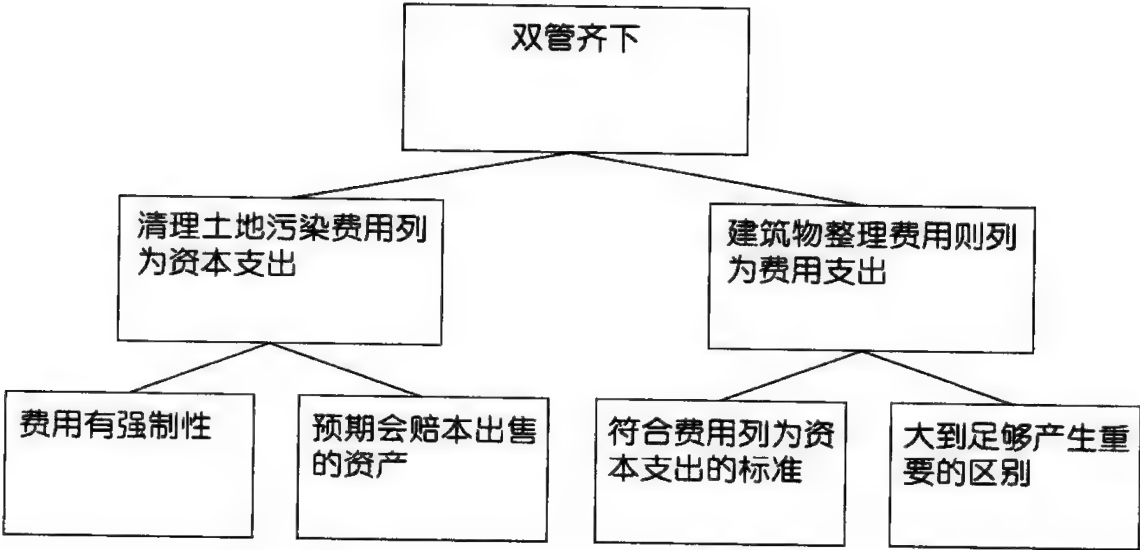 双管齐下
清理土地污染费用列
为资本支出
建筑物整理费用则列
为费用支出
费用有强制性
预期会赔本出售
的资产
符合费用列为资
本支出的标准
大到足够产生重
要的区别